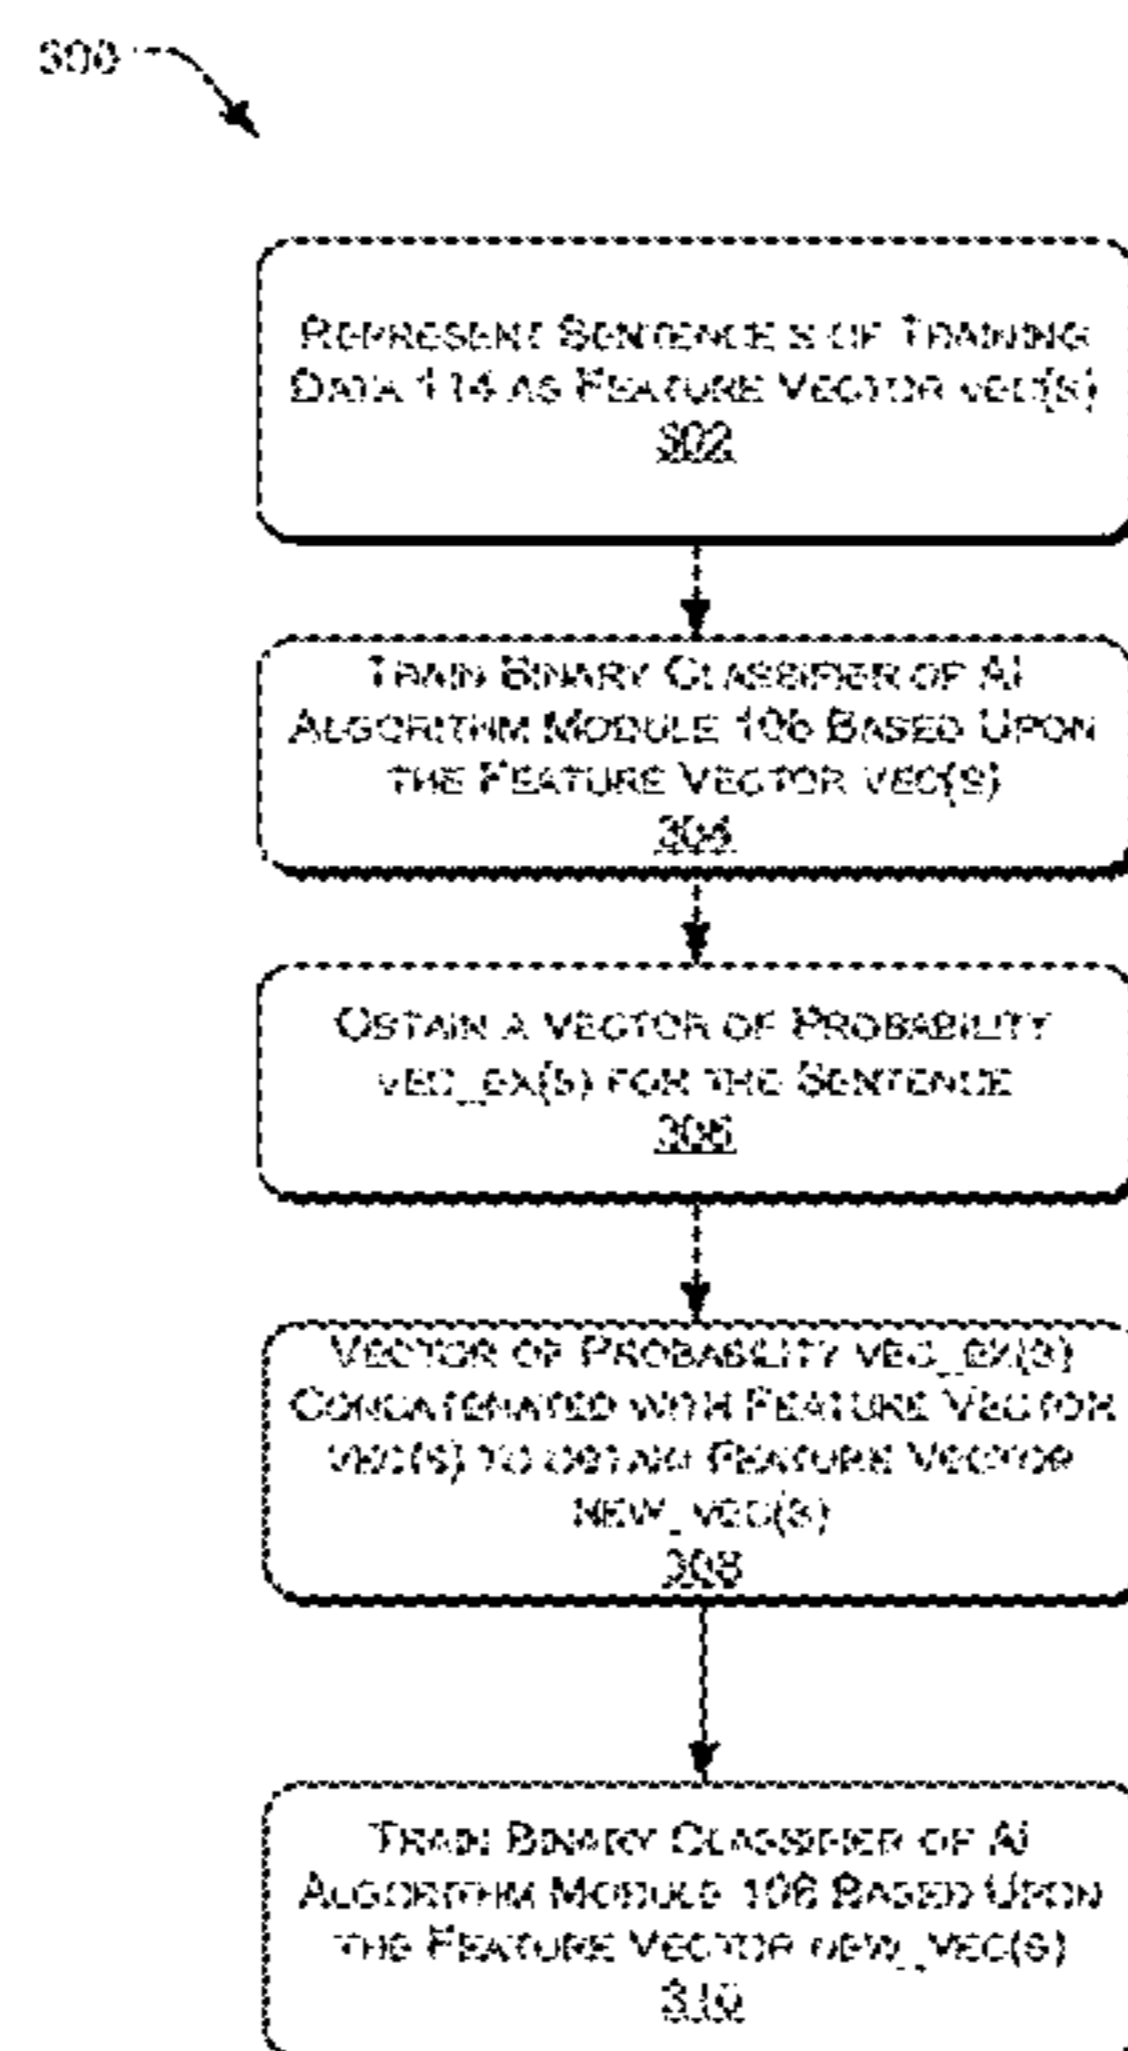 300
REPRESENT SENTENCE S OF TRAINING
DATA 114 AS FEATURE VECTOR VEC(S)
302
TRAIN BINARY CLASSIFIER OF AI
ALGORITHM MODULE 106 BASED UPON
THE FEATURE VECTOR VEC(S)
304
OBTAIN A VECTOR OF PROBABILITY
VEC_EX(S) FOR THE SENTENCE
306
VECTOR OF PROBABILITY VEC_EX(S)
CONCATENATED WITH FEATURE VECTOR
VEC(S) TO OBTAIN FEATURE VECTOR
NEW_VEC(S)
308
TRAIN BINARY CLASSIFIER OF AI
ALGORITHM MODULE 106 BASED UPON
THE FEATURE VECTOR NEW_VEC(S)
310